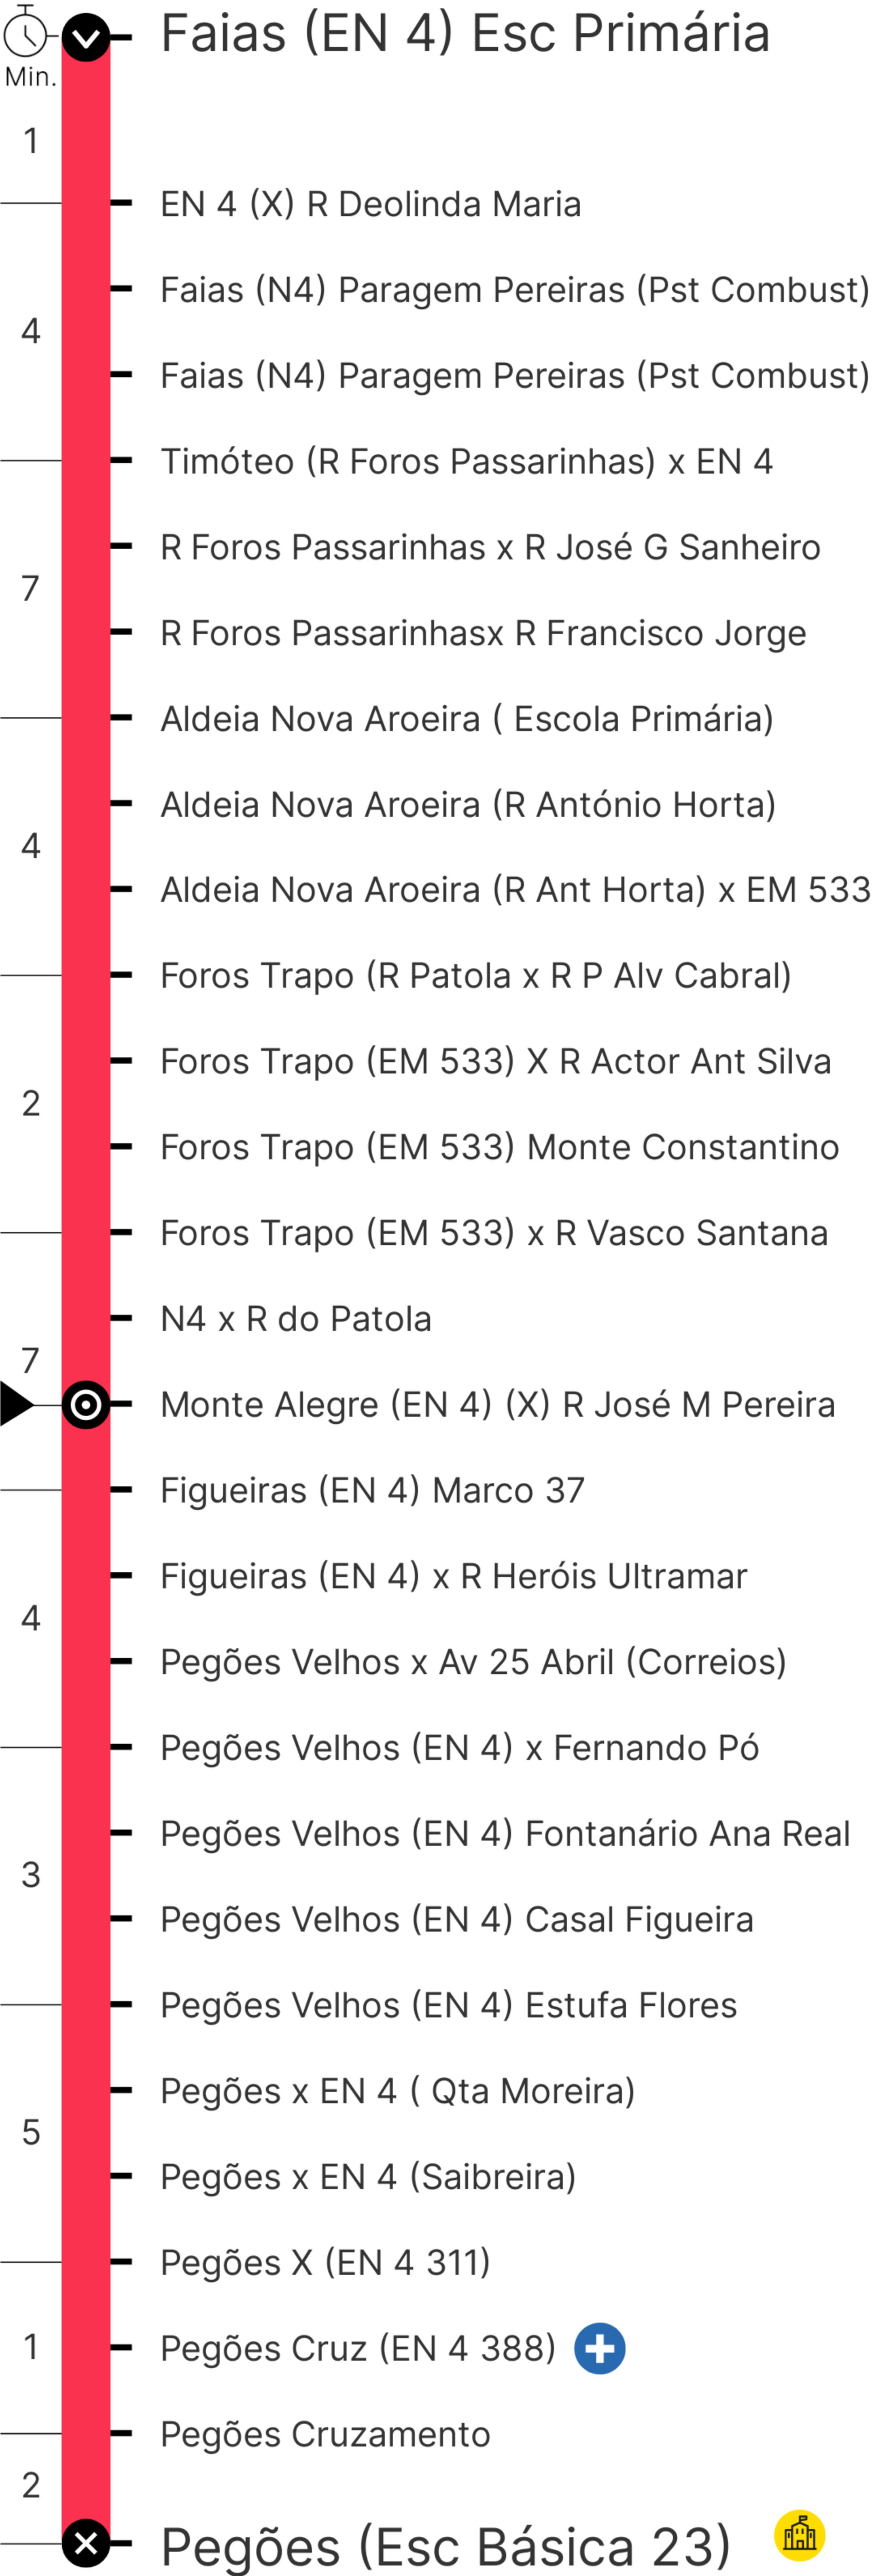 Faias (EN 4) Esc Primária
Min.
1
EN 4 (X) R Deolinda Maria
Faias (N4) Paragem Pereiras (Pst Combust)
4
Faias (N4) Paragem Pereiras (Pst Combust)
Timóteo (R Foros Passarinhas) x EN 4
R Foros Passarinhas x R José G Sanheiro
7
R Foros Passarinhasx R Francisco Jorge
Aldeia Nova Aroeira ( Escola Primária)
Aldeia Nova Aroeira (R António Horta)
4
Aldeia Nova Aroeira (R Ant Horta) x EM 533
Foros Trapo (R Patola x R P Alv Cabral)
Foros Trapo (EM 533) X R Actor Ant Silva
2
Foros Trapo (EM 533) Monte Constantino
Foros Trapo (EM 533) x R Vasco Santana
N4 x R do Patola
7
Monte Alegre (EN 4) (X) R José M Pereira
Figueiras (EN 4) Marco 37
Figueiras (EN 4) x R Heróis Ultramar
4
Pegões Velhos x Av 25 Abril (Correios)
Pegões Velhos (EN 4) x Fernando Pó
Pegões Velhos (EN 4) Fontanário Ana Real
3
Pegões Velhos (EN 4) Casal Figueira
Pegões Velhos (EN 4) Estufa Flores
Pegões x EN 4 ( Qta Moreira)
5
Pegões x EN 4 (Saibreira)
Pegões X (EN 4 311)
1
Pegões Cruz (EN 4 388)
Pegões Cruzamento
2
Pegões (Esc Básica 23)